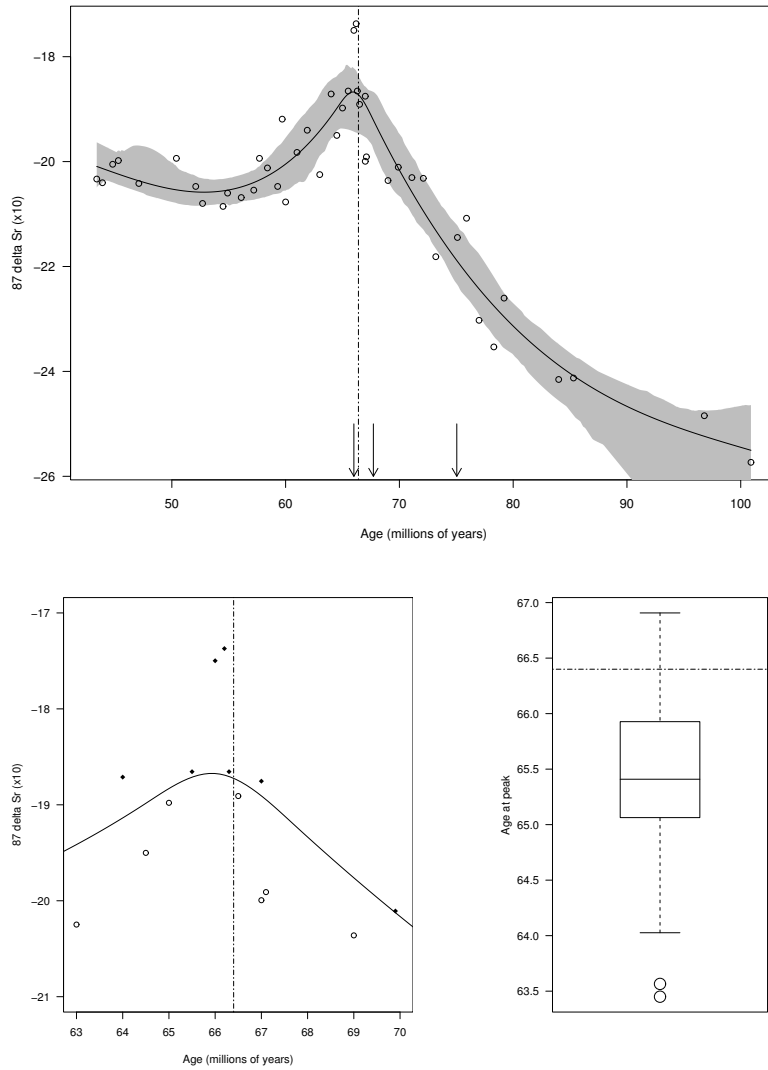 −18
−20
−22
−24
−26
87 delta Sr (x10)
50 60 70 80 90 100
Age (millions of years)
−17
−18
−19
−20
−21
87 delta Sr (x10)
63 64 65 66 67 69 70
Age (millions of years)
67.0
66.5
66.0
65.5
65.0
64.5
64.0
63.5
Age at peak